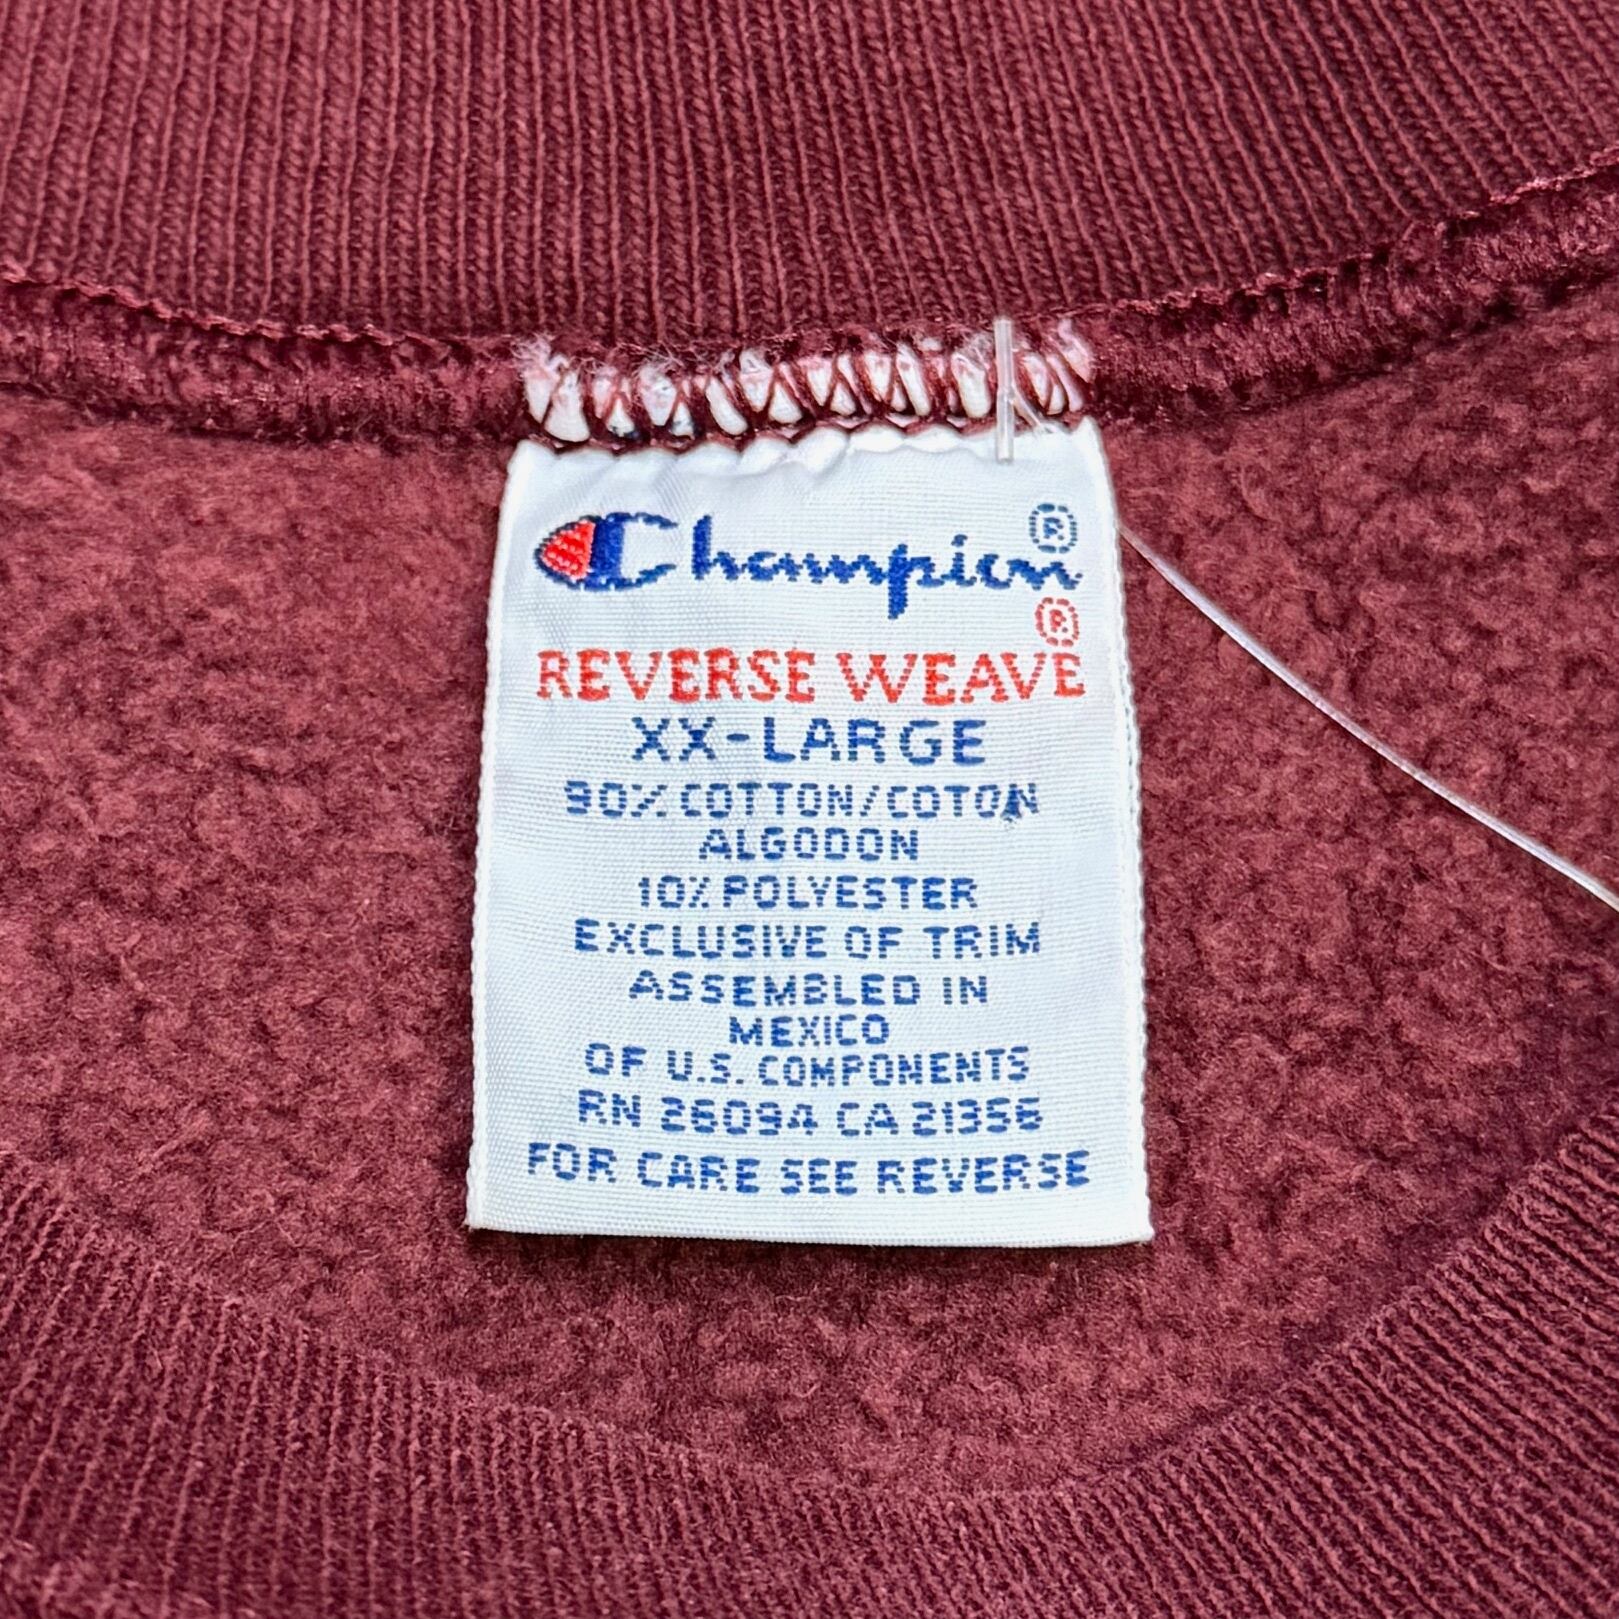 Champion®
®
REVERSE WEAVE
XX-LARGE
90% COTTON/COTON
ALGODON
10% POLYESTER
EXCLUSIVE OF TRIM
ASSEMBLED IN
MEXICO
OF U.S. COMPONENTS
RN 26094 CA 21356
FOR CARE SEE REVERSE